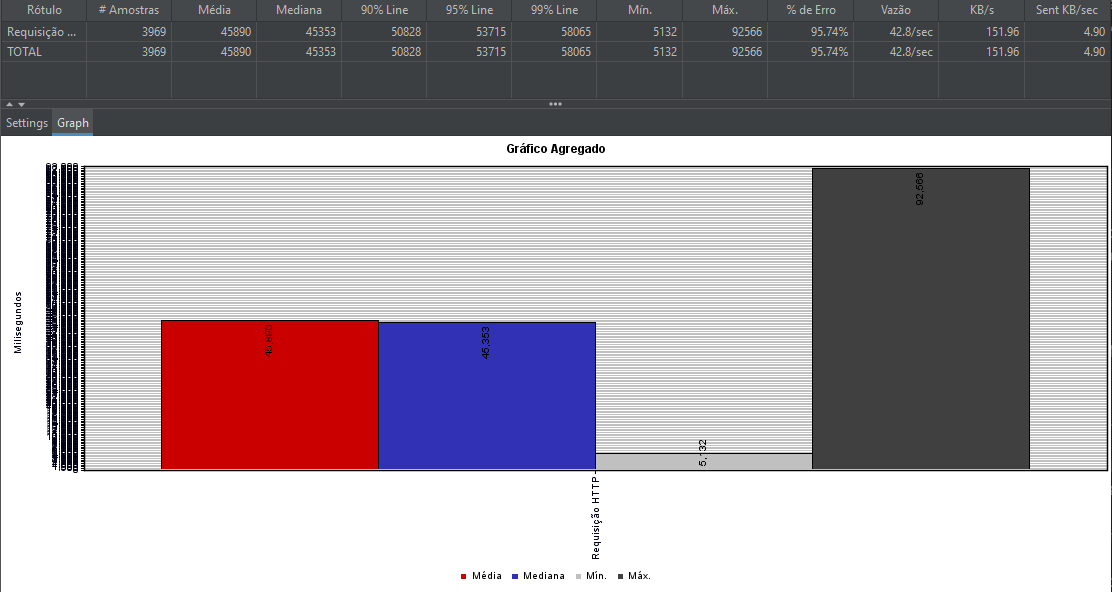 Rótulo # Amostras Média Mediana 90% Line 95% Line 99% Line Mín. Máx. % de Erro Vazão KB/s Sent KB/sec
Requisição ... 3969 45890 45353 50828 53715 58065 5132 92566 95.74% 42.8/sec 151.96 4.90
TOTAL 3969 45890 45353 50828 53715 58065 5132 92566 95.74% 42.8/sec 151.96 4.90
Settings Graph
Gráfico Agregado
Milisegundos
45,890
45,353
5,132
92,566
Requisição HTTP
Média Mediana Mín. Máx.